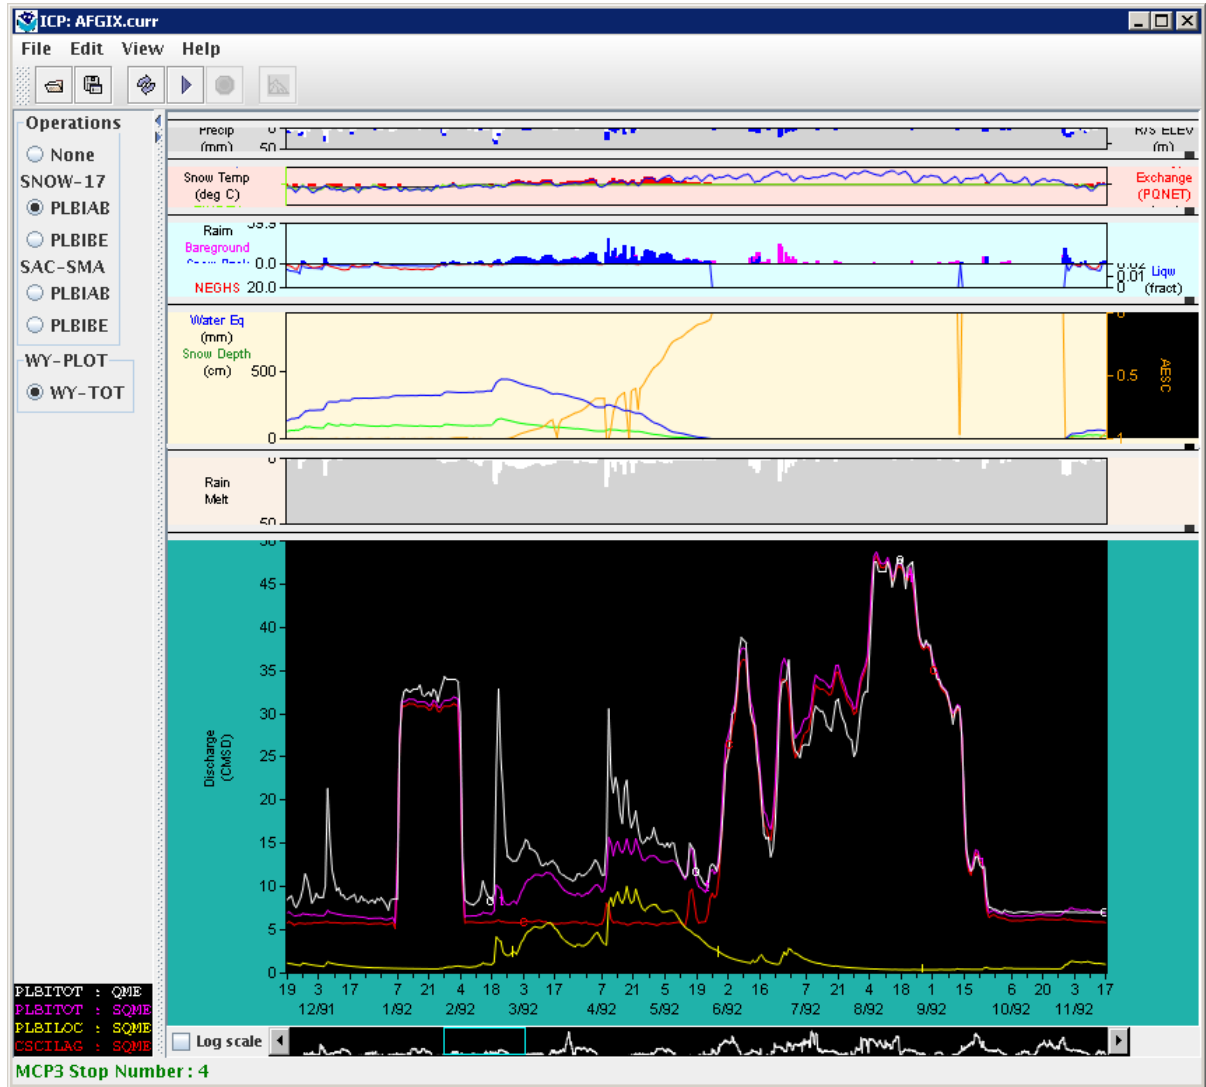 ICP: AFGIX.curr
File Edit View Help
Operations
None
SNOW-17
PLBIAB
PLBIBE
SAC-SMA
PLBIAB
PLBIBE
WY-PLOT
WY-TOT
Precip
(mm)
0
50
R/S ELEV
(m)
Snow Temp
(deg C)
Exchange
(PQNET)
Raim
Bareground
59.9
0.0
NEGHS 20.0
0.02
0.01
0
Liqw
(fract)
Water Eq
(mm)
Snow Depth
(cm)
500
0
0
0.5
1
AESC
Rain
Melt
0
50
Discharge
(CMSD)
50
45
40
35
30
25
20
15
10
5
0
19 3 17 7 21 4 18 3 17 7 21 5 19 2 16 7 21 4 18 1 15 6 20 3 17
12/91 1/92 2/92 3/92 4/92 5/92 6/92 7/92 8/92 9/92 10/92 11/92
PLBITOT : QME
PLBITOT : SQME
PLBILOC : SQME
CSCILAG : SQME
Log scale
MCP3 Stop Number : 4